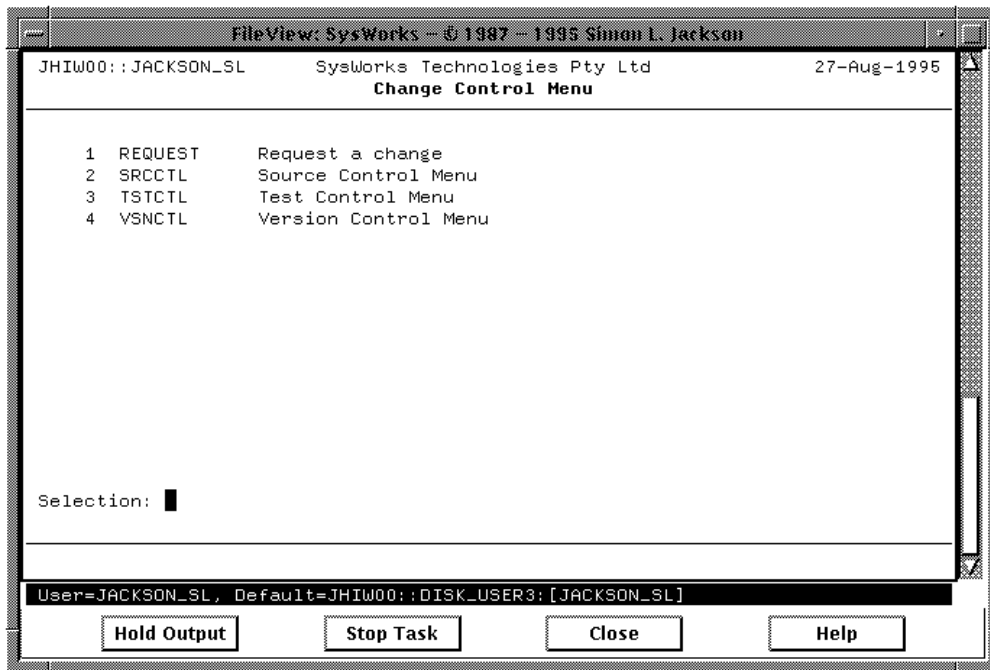 FileView: SysWorks – © 1987 – 1995 Simon L. Jackson
JHIW00::JACKSON_SL SysWorks Technologies Pty Ltd 27-Aug-1995
Change Control Menu
1 REQUEST Request a change
2 SRCCTL Source Control Menu
3 TSTCTL Test Control Menu
4 VSNCTL Version Control Menu
Selection:
User=JACKSON_SL, Default=JHIW00::DISK_USER3:[JACKSON_SL]
Hold Output Stop Task Close Help